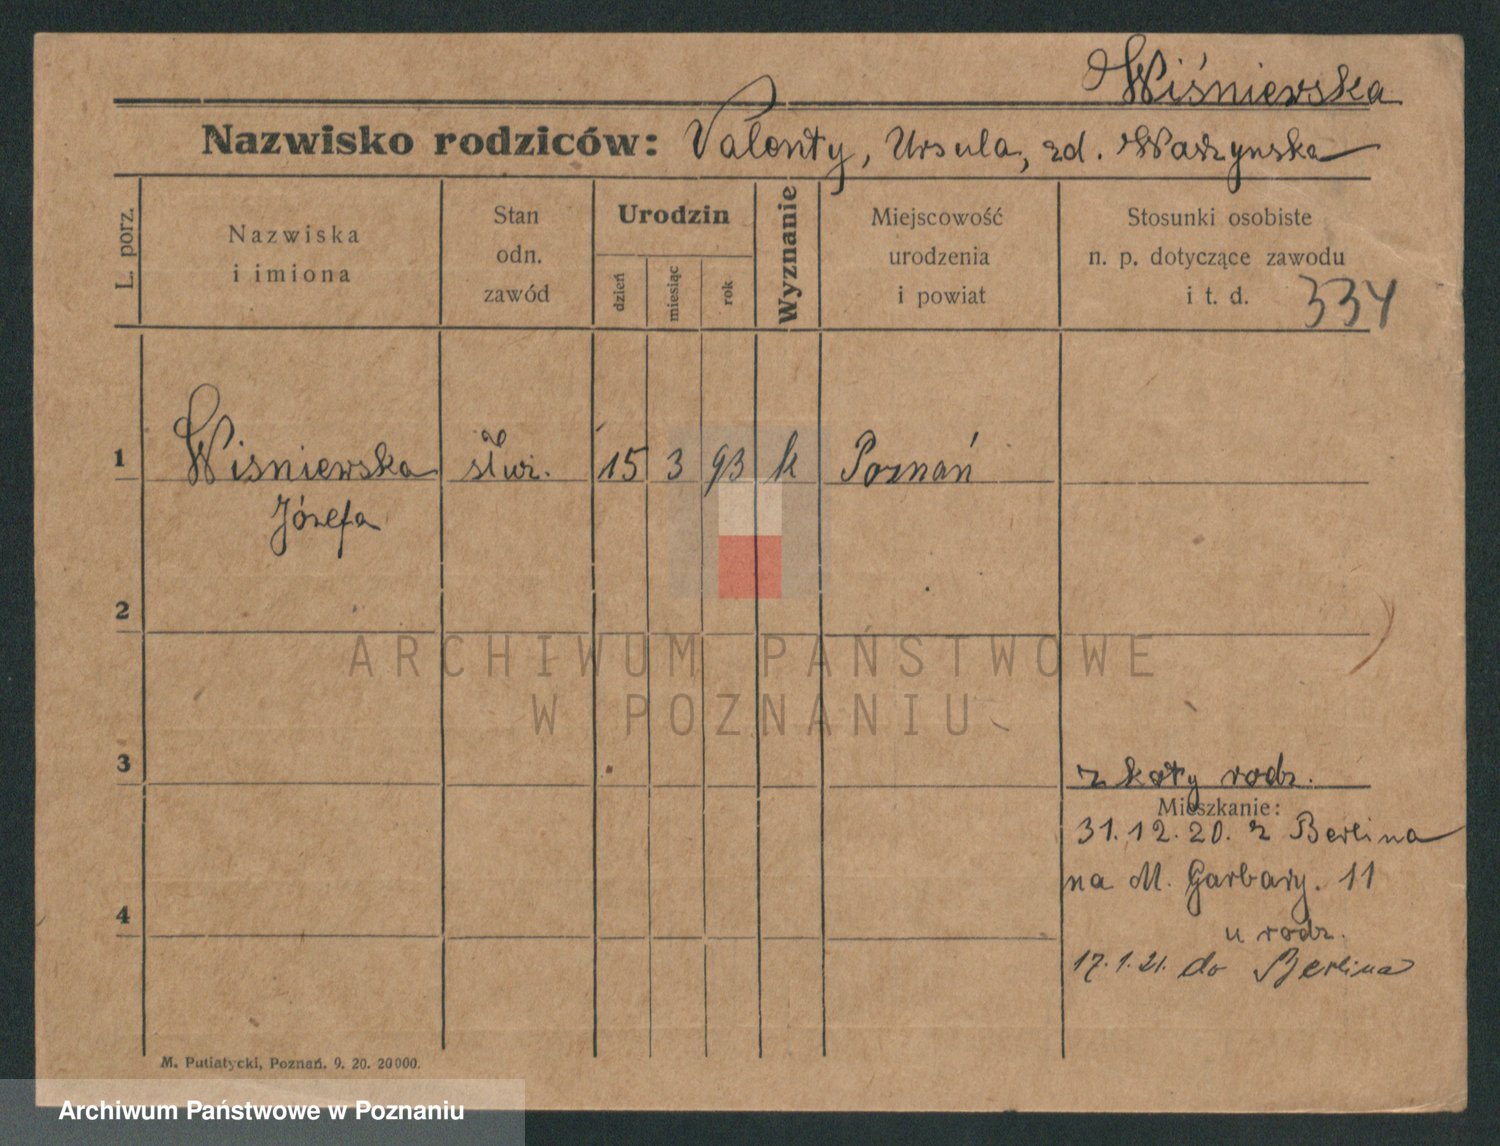 Wiśniewska
Nazwisko rodziców: Valenty, Ursula, zd. Warzynska
L. porz.
Nazwiska
i imiona
Stan
odn.
zawód
Urodzin
dzień
miesiąc
rok
Wyznanie
Miejscowość
urodzenia
i powiat
Stosunki osobiste
n. p. dotyczące zawodu
i t. d. 334
1 Wiśniewska służ. 15 3 93 k Poznań
Józefa
2
ARCHIWUM PAŃSTWOWE
W POZNANIU
3
z karty rodz.
Mieszkanie:
31.12.20. z Berlina
na M. Garbary. 11
4
u rodz.
17.1.21. do Berlina
M. Putiatycki, Poznań. 9. 20. 20000.
Archiwum Państwowe w Poznaniu